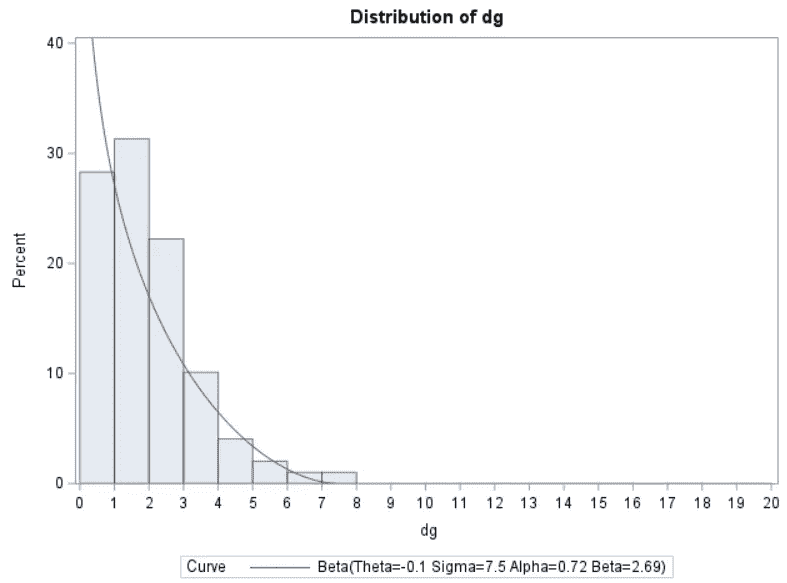 Distribution of dg
40
30
20
10
0
Percent
0 1 2 3 4 5 6 7 8 9 10 11 12 13 14 15 16 17 18 19 20
dg
Curve Beta(Theta=-0.1 Sigma=7.5 Alpha=0.72 Beta=2.69)